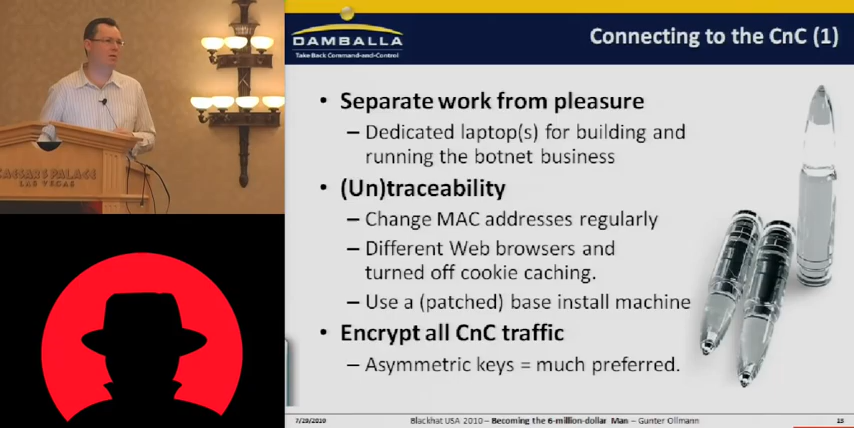 DAMBALLA
Take Back Command-and-Control
Connecting to the CnC (1)
• Separate work from pleasure
– Dedicated laptop(s) for building and
running the botnet business
• (Un)traceability
– Change MAC addresses regularly
– Different Web browsers and
turned off cookie caching.
– Use a (patched) base install machine
• Encrypt all CnC traffic
– Asymmetric keys = much preferred.
CAESARS PALACE
LAS VEGAS
7/29/2010
Blackhat USA 2010 – Becoming the 6-million-dollar Man – Gunter Ollmann